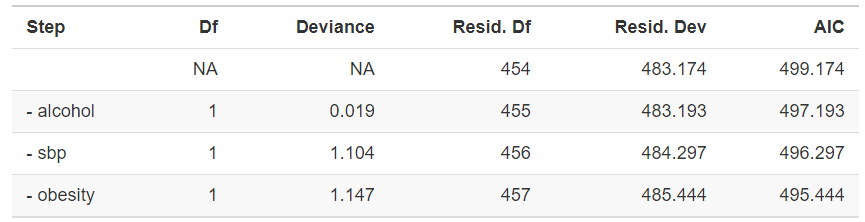 Step Df Deviance Resid. Df Resid. Dev AIC
NA NA 454 483.174 499.174
- alcohol 1 0.019 455 483.193 497.193
- sbp 1 1.104 456 484.297 496.297
- obesity 1 1.147 457 485.444 495.444